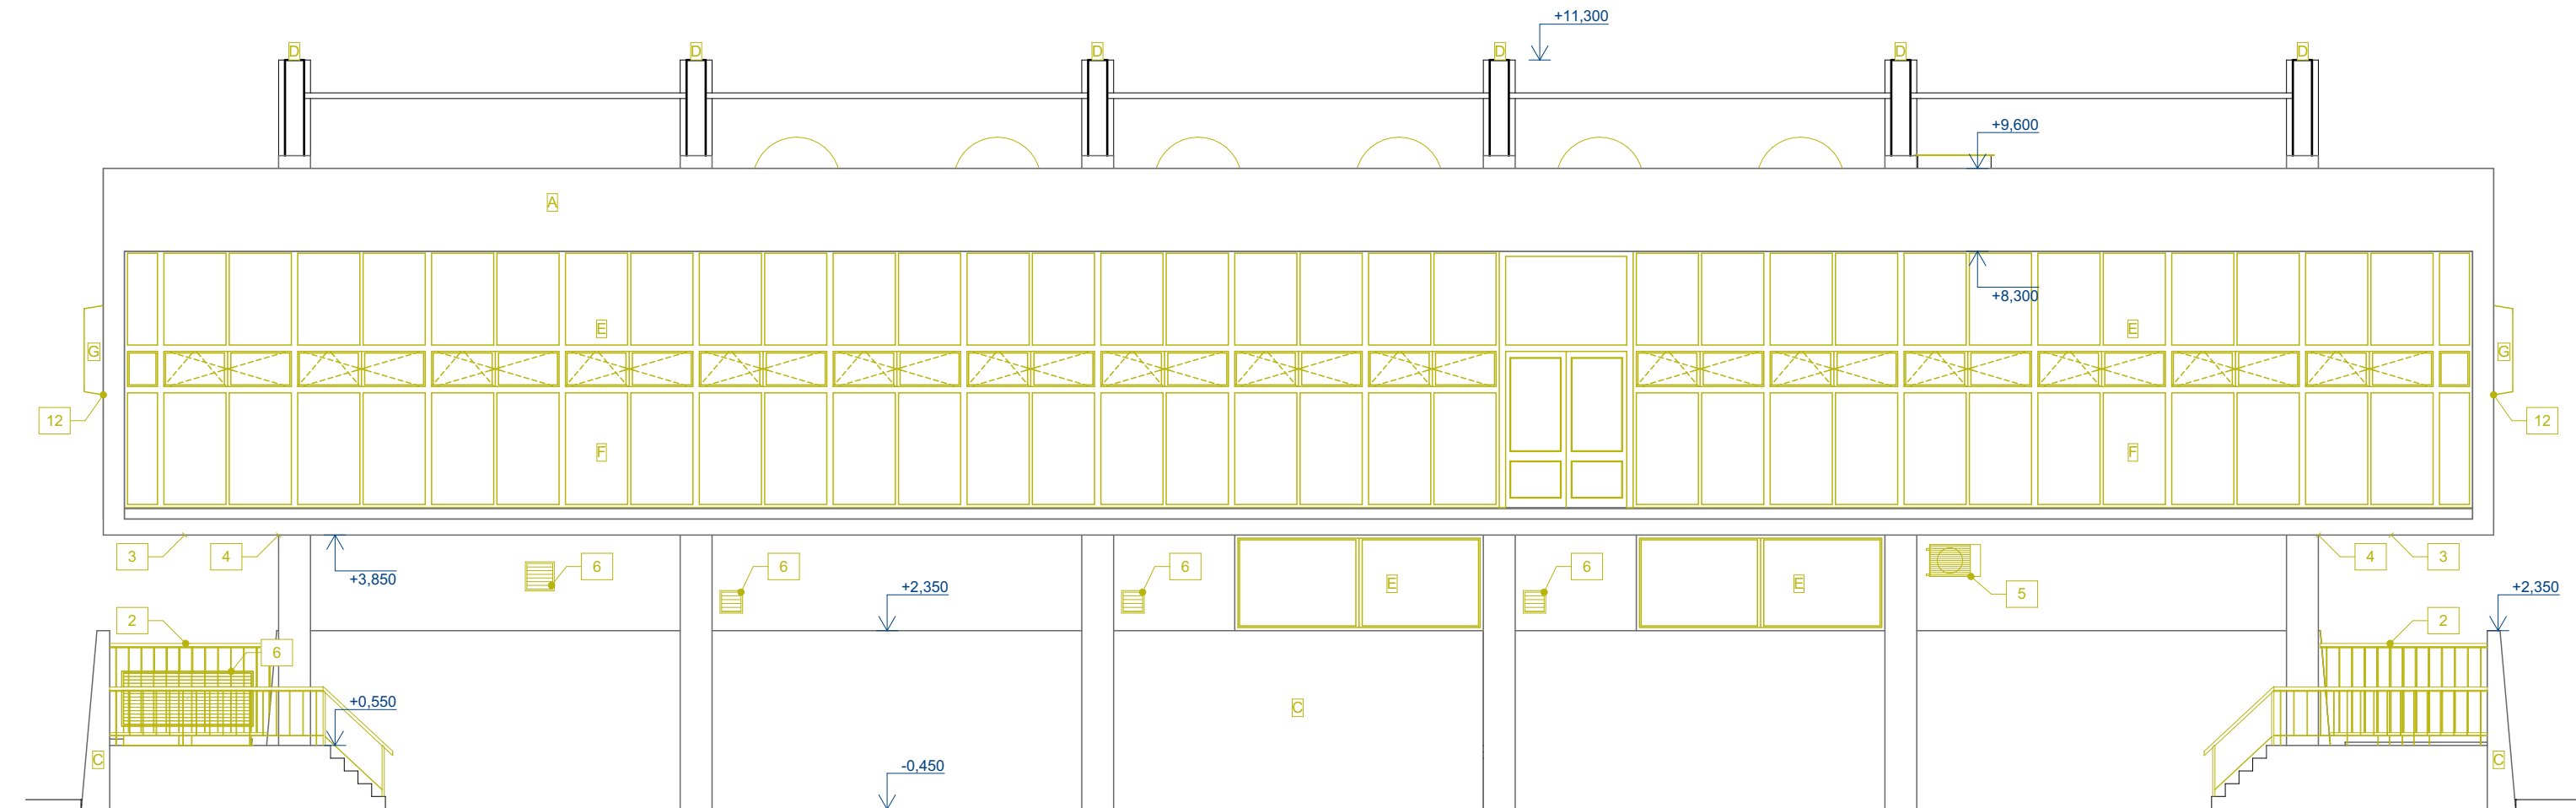 +11,300
D D D D D D
+9,600
A
+8,300
E E
G G
12 12
F F
3 4 6 6 6 6 4 3
+3,850
E E
5
+2,350 +2,350
2 2
6
+0,550
C
C C
-0,450